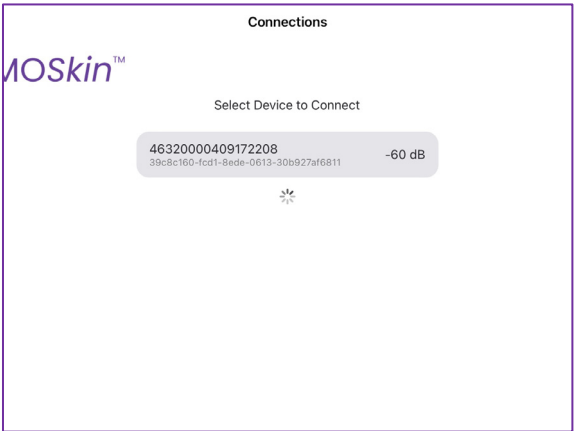 Connections
MOSkin™
Select Device to Connect
46320000409172208
-60 dB
39c8c160-fcd1-8ede-0613-30b927af6811